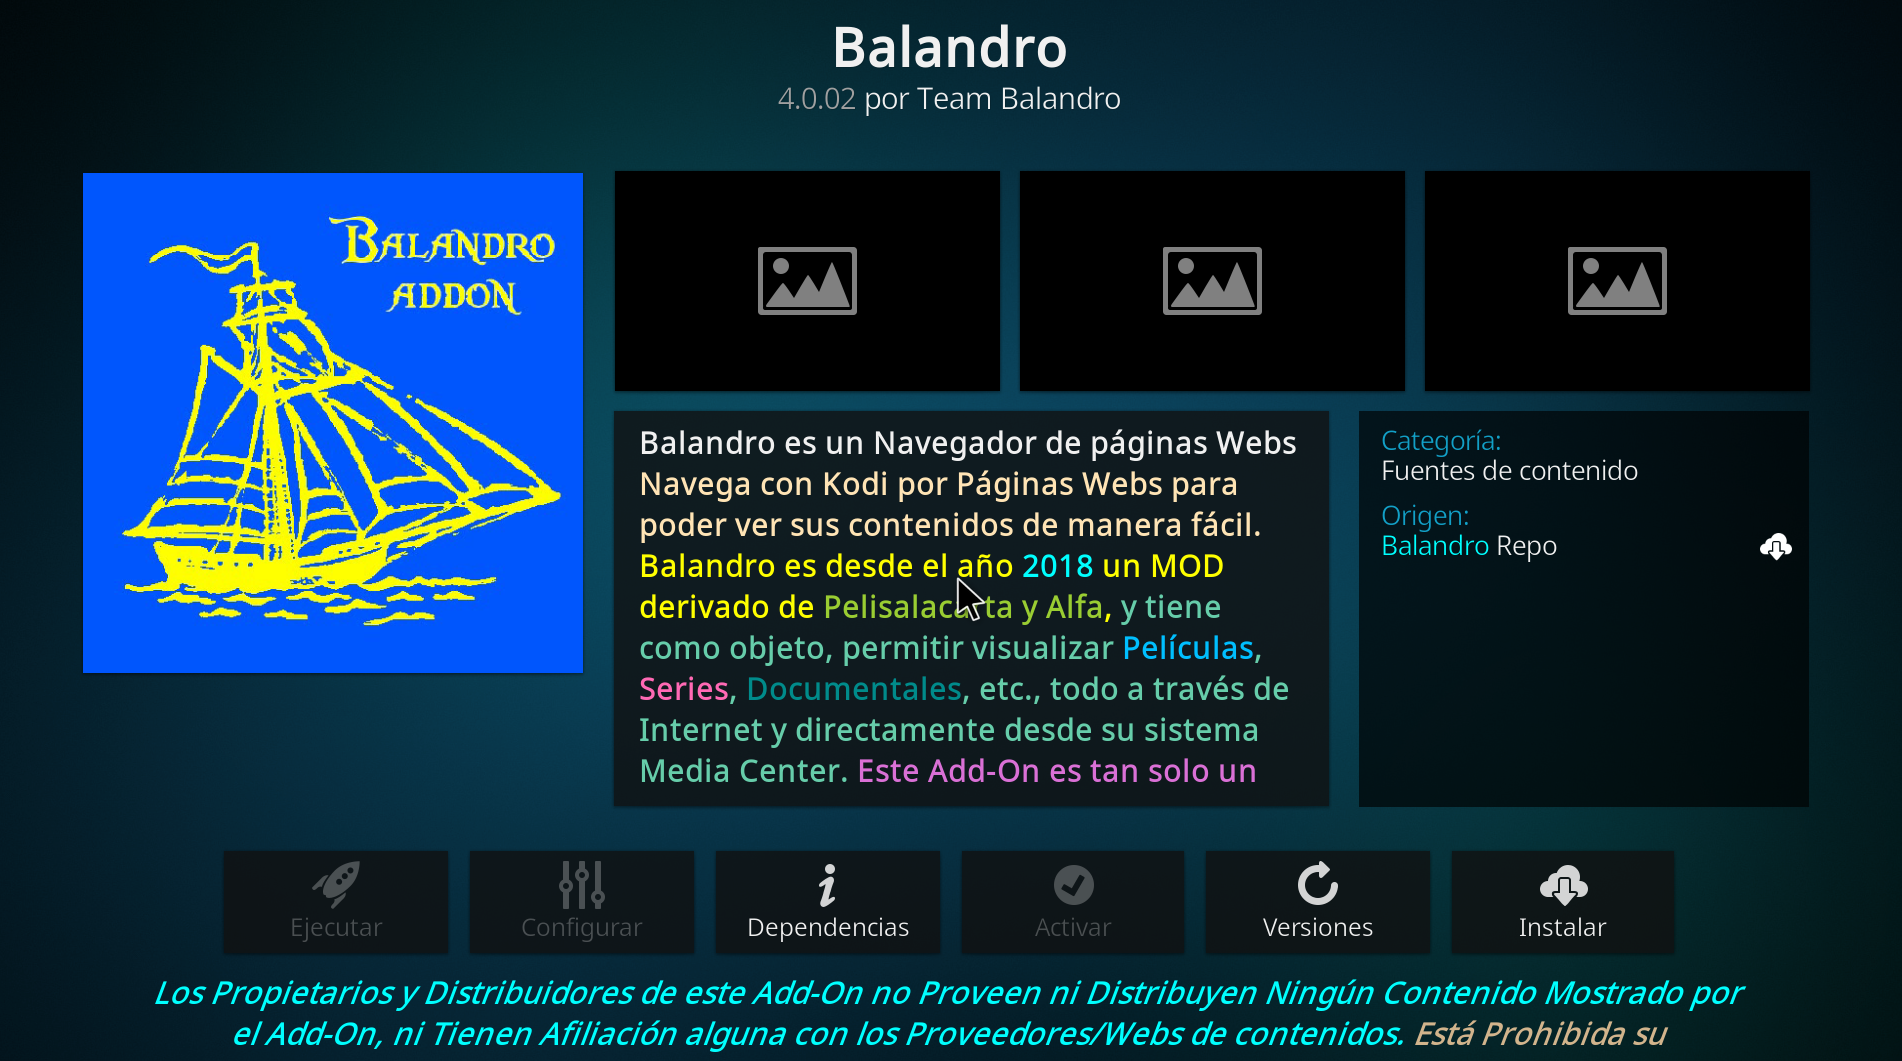 Balandro
4.0.02 por Team Balandro
BALANDRO
ADDON
Balandro es un Navegador de páginas Webs
Navega con Kodi por Páginas Webs para
poder ver sus contenidos de manera fácil.
Balandro es desde el año 2018 un MOD
derivado de Pelisalacarta y Alfa, y tiene
como objeto, permitir visualizar Películas,
Series, Documentales, etc., todo a través de
Internet y directamente desde su sistema
Media Center. Este Add-On es tan solo un
Categoría:
Fuentes de contenido
Origen:
Balandro Repo
Ejecutar
Configurar
Dependencias
Activar
Versiones
Instalar
Los Propietarios y Distribuidores de este Add-On no Proveen ni Distribuyen Ningún Contenido Mostrado por
el Add-On, ni Tienen Afiliación alguna con los Proveedores/Webs de contenidos. Está Prohibida su